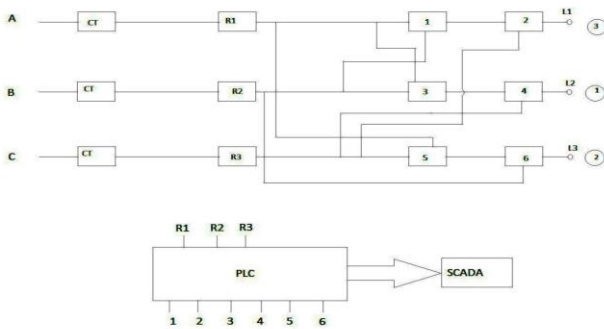 A CT R1 1 2 L1 3
B CT R2 3 4 L2 1
C CT R3 5 6 L3 2
R1 R2 R3
PLC SCADA
1 2 3 4 5 6